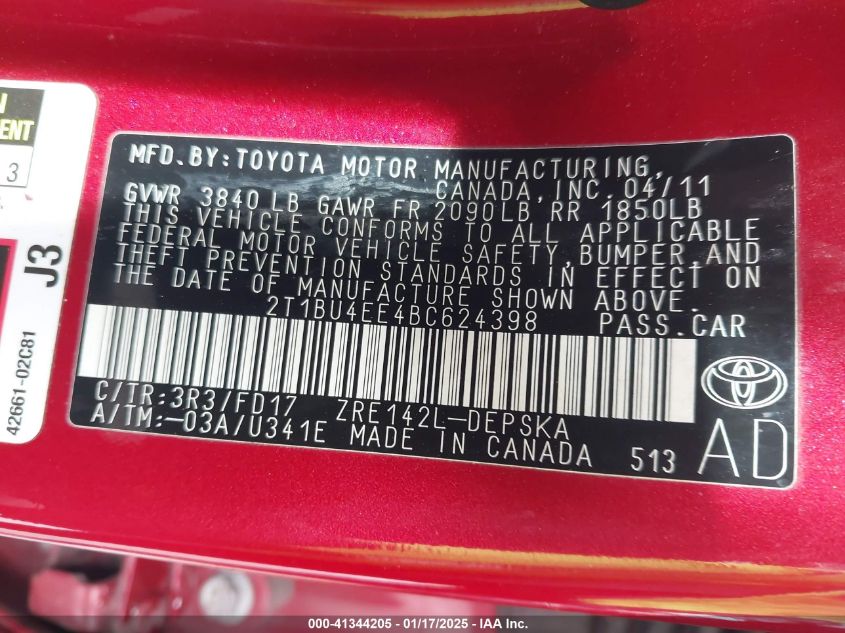 MFD.BY:TOYOTA MOTOR MANUFACTURING,
CANADA,INC.04/11
GVWR 3840 LB GAWR FR 2090LB RR 1850LB
THIS VEHICLE CONFORMS TO ALL APPLICABLE
FEDERAL MOTOR VEHICLE SAFETY,BUMPER,AND
THEFT PREVENTION STANDARDS IN EFFECT ON
THE DATE OF MANUFACTURE SHOWN ABOVE.
2T1BU4EE4BC624398 PASS.CAR
C/TR:3R3/FD17 ZRE142L-DEPSKA
A/TM:-03A/U341E MADE IN CANADA 513
AD
3
J3
42661-02C81
000-41344205 - 01/17/2025 - IAA Inc.